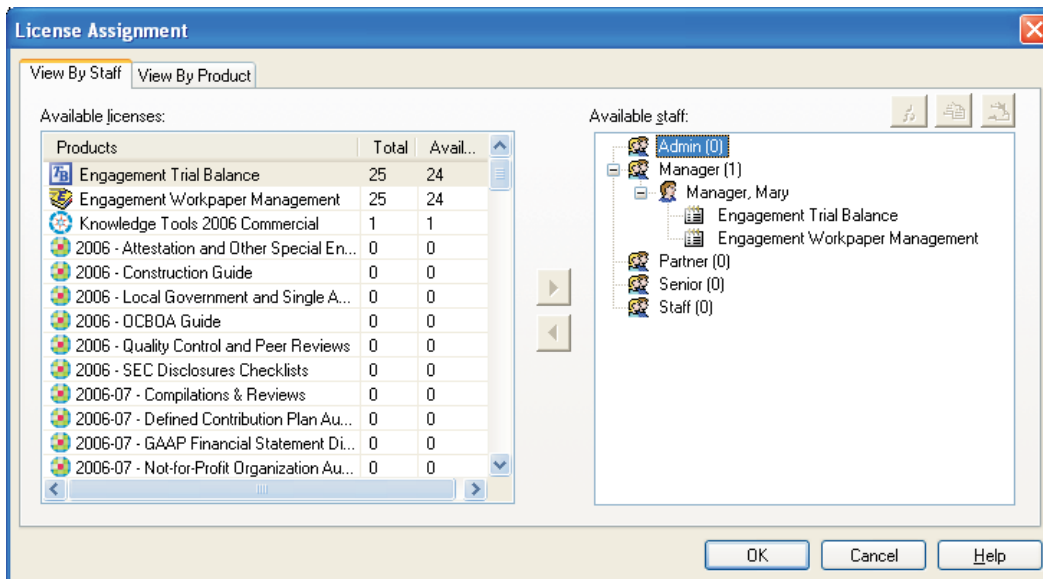 License Assignment
View By Staff View By Product
Available licenses:
Products Total Avail...
Engagement Trial Balance 25 24
Engagement Workpaper Management 25 24
Knowledge Tools 2006 Commercial 1 1
2006 - Attestation and Other Special En... 0 0
2006 - Construction Guide 0 0
2006 - Local Government and Single A... 0 0
2006 - OCBOA Guide 0 0
2006 - Quality Control and Peer Reviews 0 0
2006 - SEC Disclosures Checklists 0 0
2006-07 - Compilations & Reviews 0 0
2006-07 - Defined Contribution Plan Au... 0 0
2006-07 - GAAP Financial Statement Di... 0 0
2006-07 - Not-for-Profit Organization Au... 0 0
Available staff:
Admin (0)
Manager (1)
Manager, Mary
Engagement Trial Balance
Engagement Workpaper Management
Partner (0)
Senior (0)
Staff (0)
OK Cancel Help